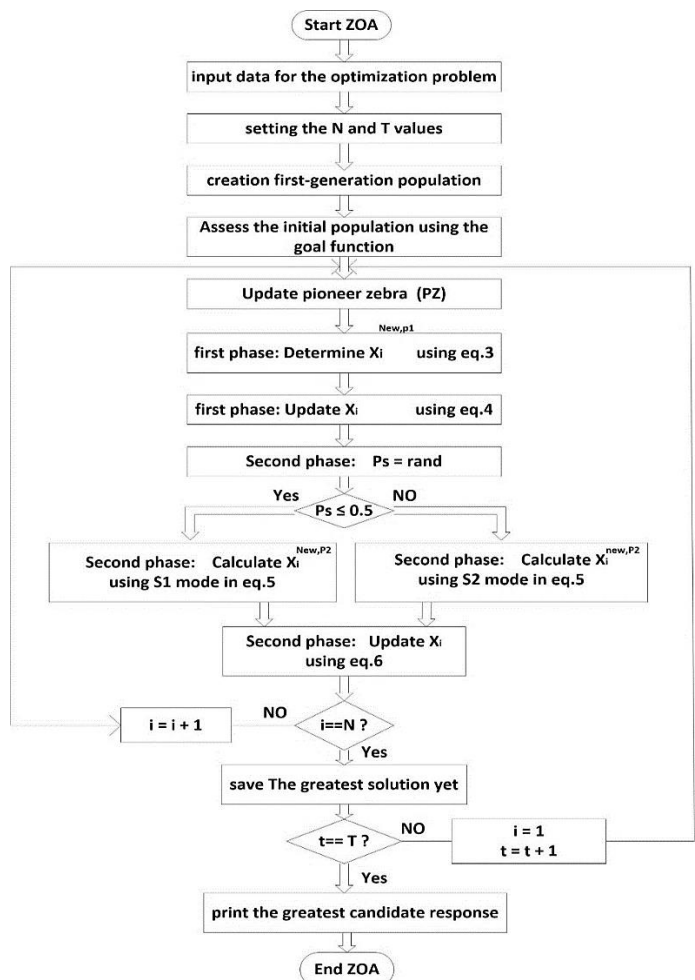 Start ZOA
input data for the optimization problem
setting the N and T values
creation first-generation population
Assess the initial population using the
goal function
Update pioneer zebra (PZ)
first phase: Determine Xi New,p1 using eq.3
first phase: Update Xi using eq.4
Second phase: Ps = rand
Yes
NO
Ps ≤ 0.5
Second phase: Calculate Xi New,P2
using S1 mode in eq.5
Second phase: Calculate Xi new,P2
using S2 mode in eq.5
Second phase: Update Xi
using eq.6
i = i + 1
NO
i==N ?
Yes
save The greatest solution yet
t== T ?
NO
i = 1
t = t + 1
Yes
print the greatest candidate response
End ZOA